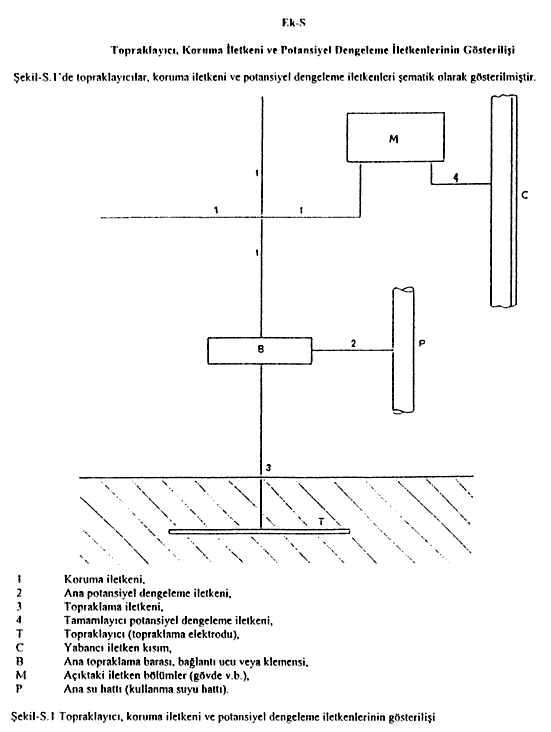 Ek-S
Topraklayıcı, Koruma İletkeni ve Potansiyel Dengeleme İletkenlerinin Gösterilişi
Şekil-S.1'de topraklayıcılar, koruma iletkeni ve potansiyel dengeleme iletkenleri şematik olarak gösterilmiştir.
M
1
4
C
1
1
1
B
2
P
3
T
1 Koruma iletkeni,
2 Ana potansiyel dengeleme iletkeni,
3 Topraklama iletkeni,
4 Tamamlayıcı potansiyel dengeleme iletkeni,
T Topraklayıcı (topraklama elektrodu),
C Yabancı iletken kısım,
B Ana topraklama barası, bağlantı ucu veya klemensi,
M Açıktaki iletken bölümler (gövde v.b.),
P Ana su hattı (kullanma suyu hattı).
Şekil-S.1 Topraklayıcı, koruma iletkeni ve potansiyel dengeleme iletkenlerinin gösterilişi